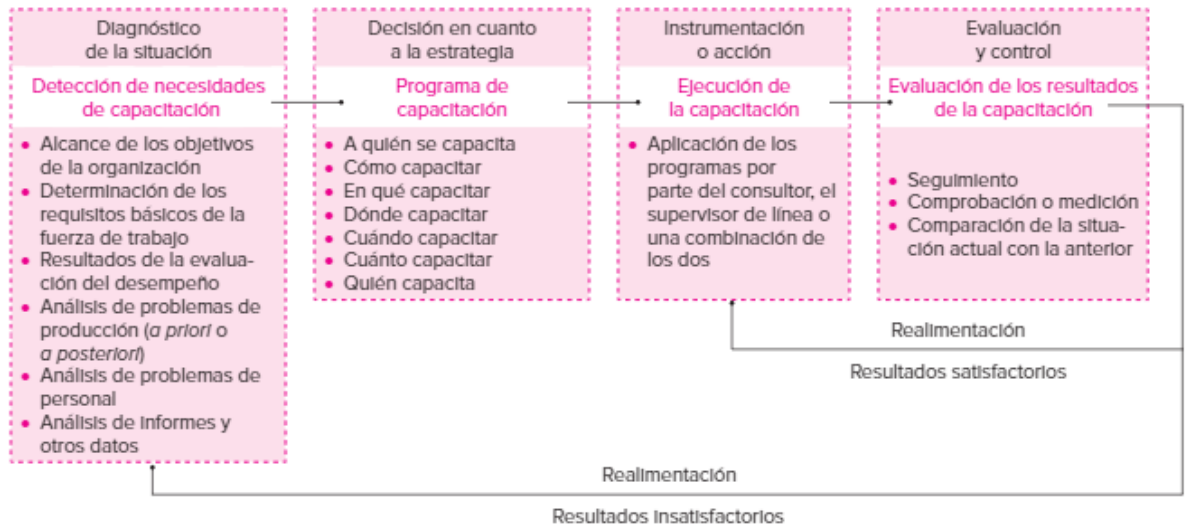 Diagnóstico
de la situación
Detección de necesidades
de capacitación
• Alcance de los objetivos
de la organización
• Determinación de los
requisitos básicos de la
fuerza de trabajo
• Resultados de la evalua-
ción del desempeño
• Análisis de problemas de
producción (a priori o
a posteriori)
• Análisis de problemas de
personal
• Análisis de informes y
otros datos
Decisión en cuanto
a la estrategia
Programa de
capacitación
• A quién se capacita
• Cómo capacitar
• En qué capacitar
• Dónde capacitar
• Cuándo capacitar
• Cuánto capacitar
• Quién capacita
Instrumentación
o acción
Ejecución de
la capacitación
• Aplicación de los
programas por
parte del consultor, el
supervisor de línea o
una combinación de
los dos
Evaluación
y control
Evaluación de los resultados
de la capacitación
• Seguimiento
• Comprobación o medición
• Comparación de la situa-
ción actual con la anterior
Realimentación
Resultados satisfactorios
Realimentación
Resultados insatisfactorios